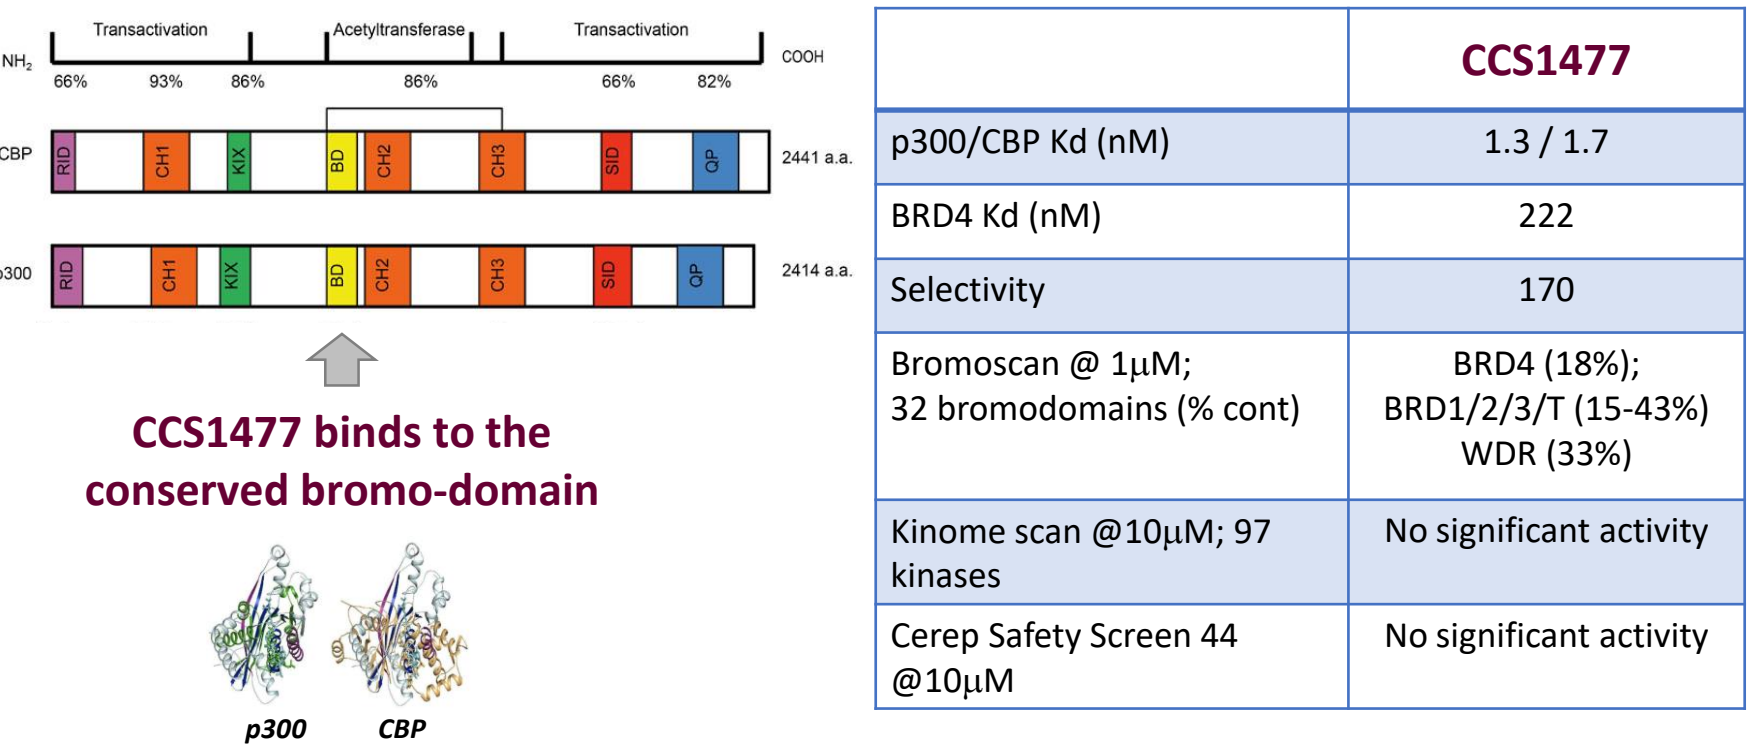 Transactivation Acetyltransferase Transactivation
NH2 COOH
66% 93% 86% 86% 66% 82%
CBP RID CH1 KIX BD CH2 CH3 SID QP 2441 a.a.
p300 RID CH1 KIX BD CH2 CH3 SID QP 2414 a.a.
CCS1477 binds to the
conserved bromo-domain
p300 CBP
CCS1477
p300/CBP Kd (nM) 1.3 / 1.7
BRD4 Kd (nM) 222
Selectivity 170
Bromoscan @ 1μM; BRD4 (18%);
32 bromodomains (% cont) BRD1/2/3/T (15-43%)
WDR (33%)
Kinome scan @10μM; 97 No significant activity
kinases
Cerep Safety Screen 44 No significant activity
@10μM